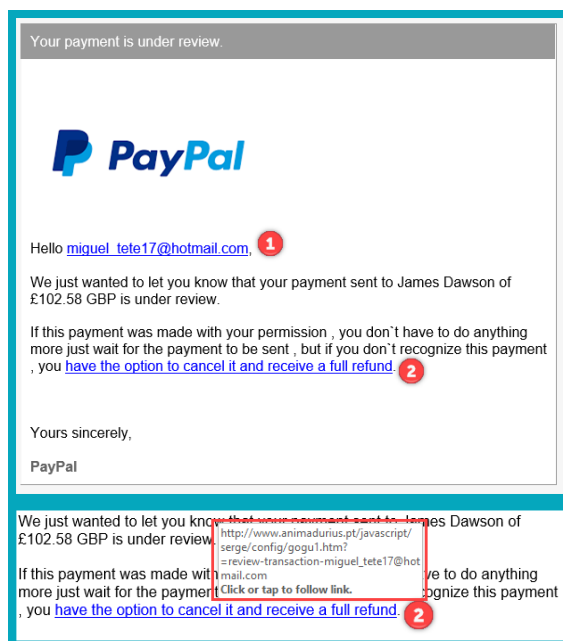 Your payment is under review.
PayPal
Hello miguel_tete17@hotmail.com, 1
We just wanted to let you know that your payment sent to James Dawson of
£102.58 GBP is under review.
If this payment was made with your permission , you don`t have to do anything
more just wait for the payment to be sent , but if you don`t recognize this payment
, you have the option to cancel it and receive a full refund. 2
Yours sincerely,
PayPal
We just wanted to let you know that your payment sent to James Dawson of
£102.58 GBP is under review
http://www.animadurius.pt/javascript/
serge/config/gogu1.htm?
=review-transaction-miguel_tete17@hot
mail.com
Click or tap to follow link.
If this payment was made with ve to do anything
more just wait for the payment cognize this payment
, you have the option to cancel it and receive a full refund. 2